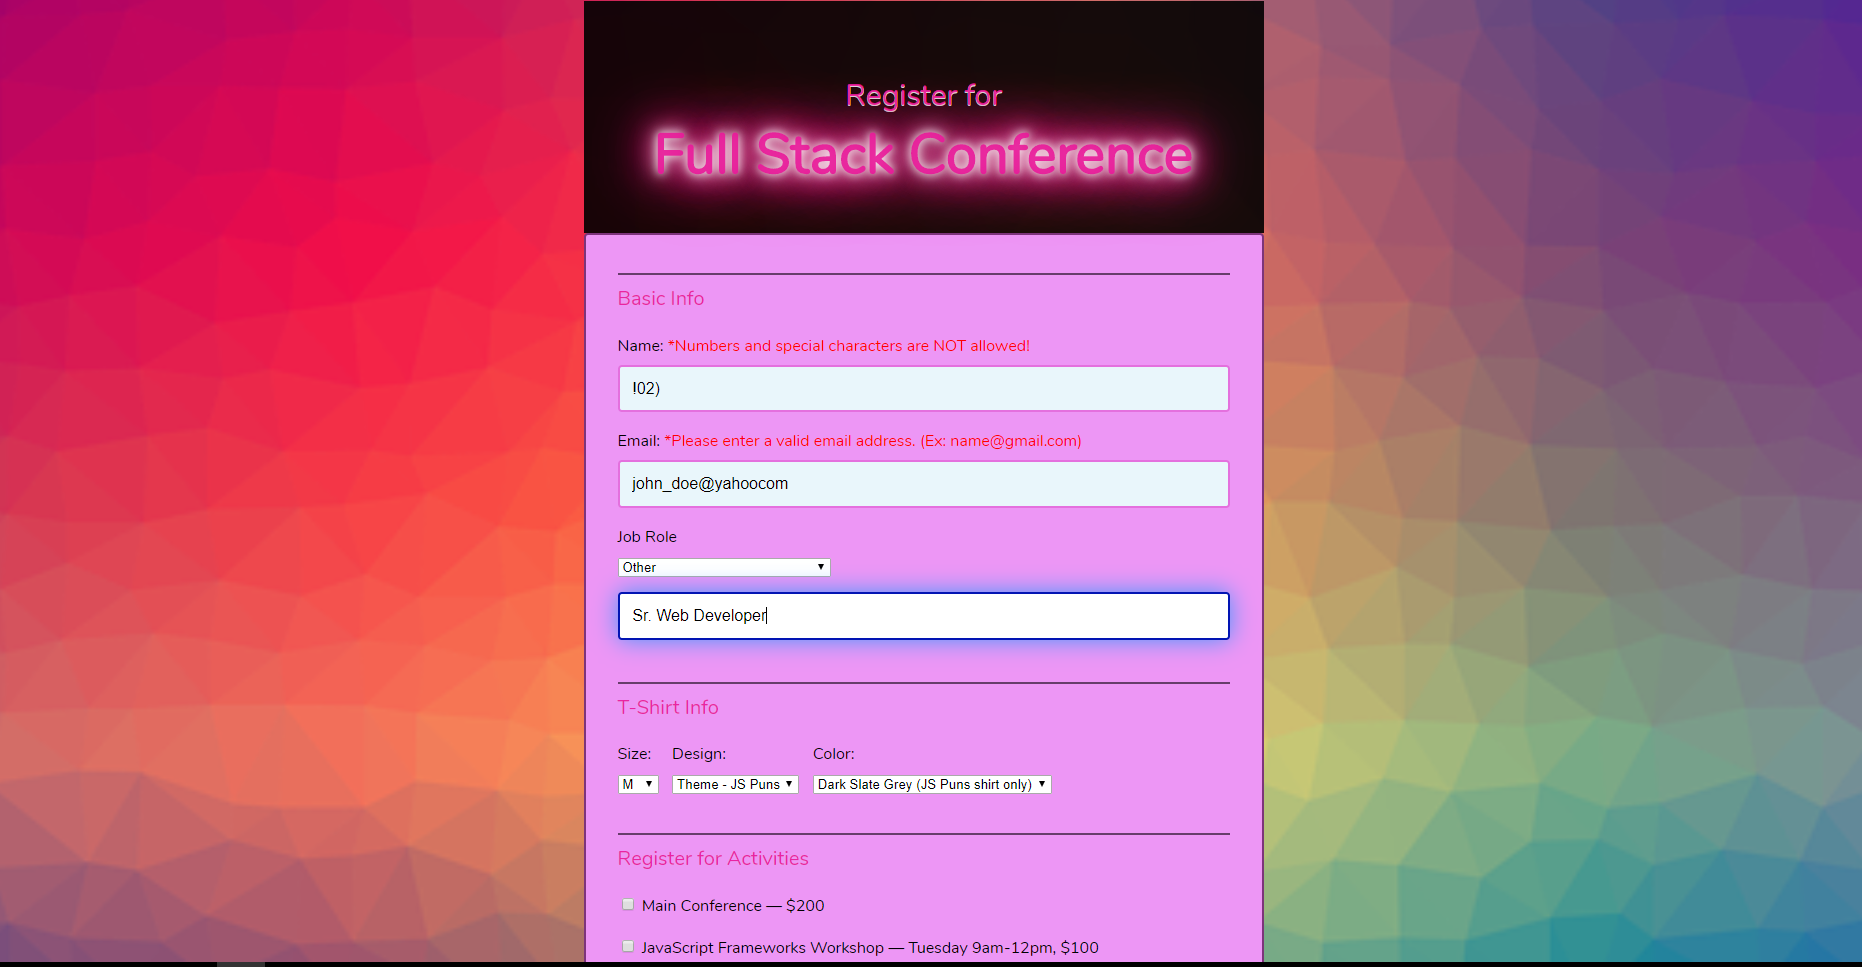 Register for
Full Stack Conference
Basic Info
Name: *Numbers and special characters are NOT allowed!
!02)
Email: *Please enter a valid email address. (Ex: name@gmail.com)
john_doe@yahoocom
Job Role
Other
Sr. Web Developer
T-Shirt Info
Size: Design: Color:
M Theme - JS Puns Dark Slate Grey (JS Puns shirt only)
Register for Activities
Main Conference — $200
JavaScript Frameworks Workshop — Tuesday 9am-12pm, $100